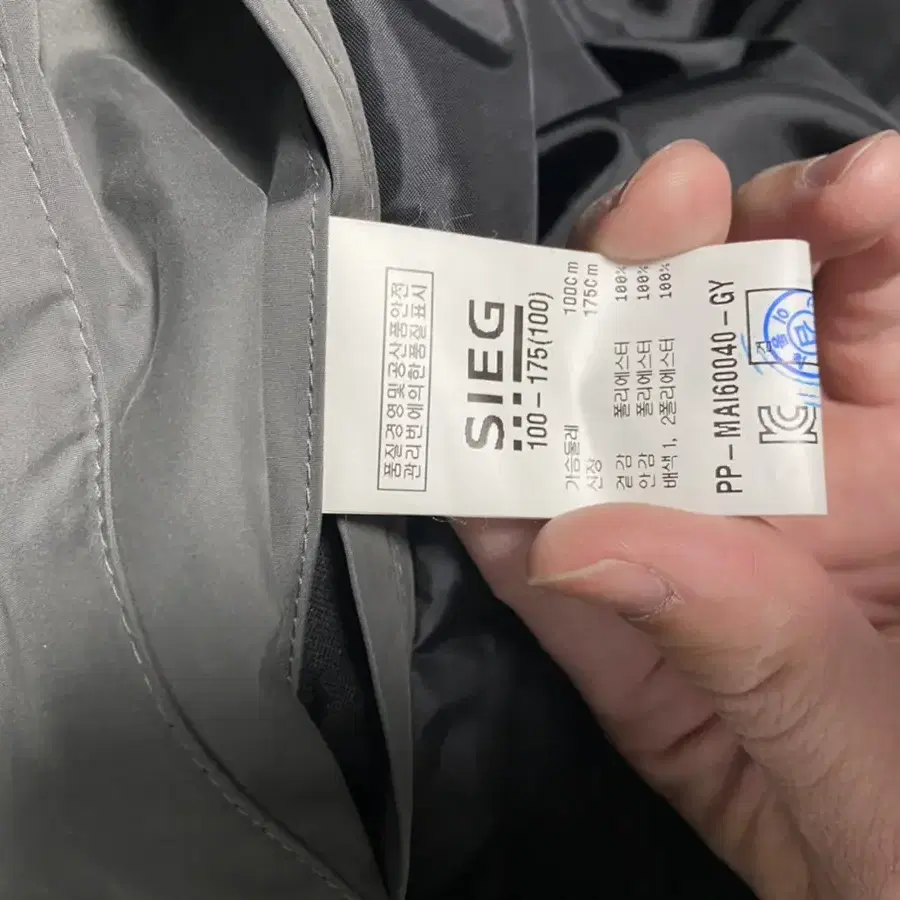 품질경영및공산품안전
관리법에의한품질표시
SIEG
100-175(100)
가슴둘레 100Cm
신장 175Cm
겉감 폴리에스터 100%
안감 폴리에스터 100%
배색1, 2폴리에스터 100%
PP-MAI60040-GY